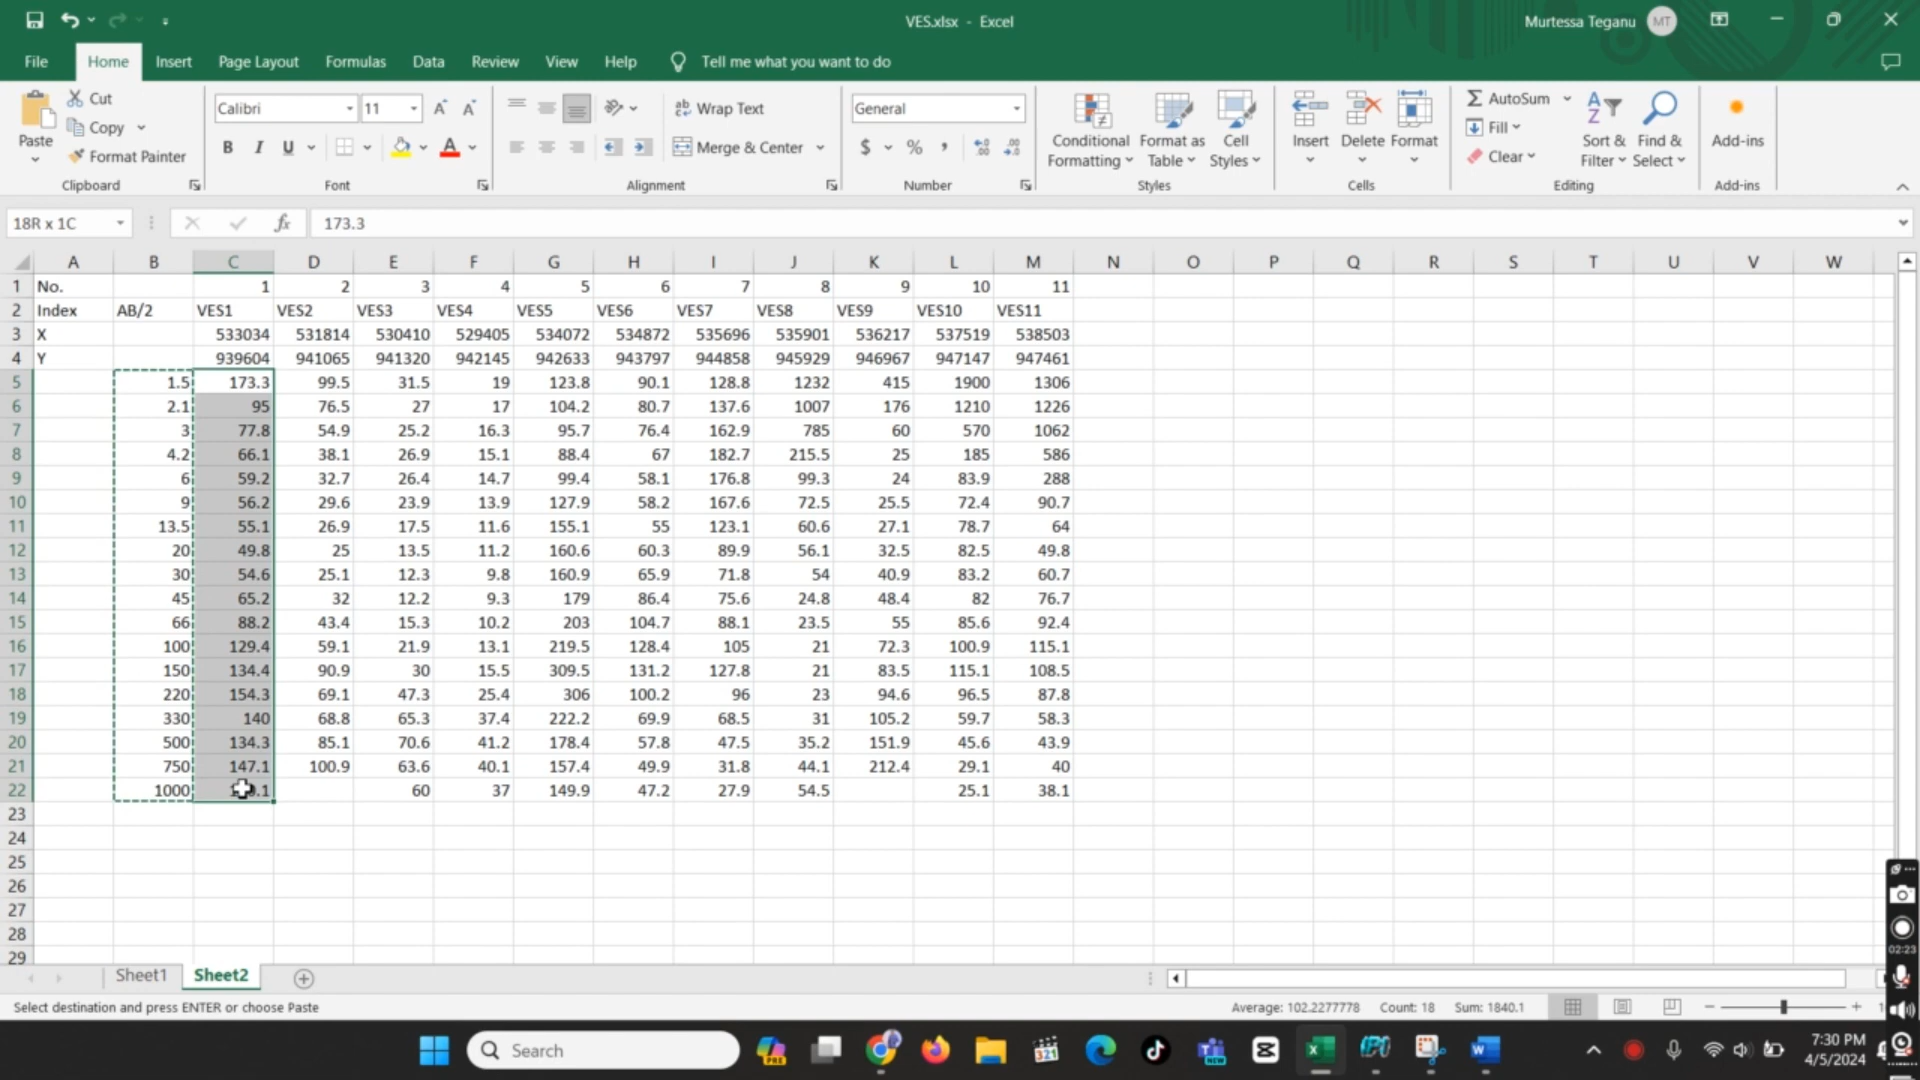 VES.xlsx - Excel
Murtessa Teganu MT
File Home Insert Page Layout Formulas Data Review View Help Tell me what you want to do
Paste Cut Copy Format Painter Clipboard
Calibri 11 Font
Wrap Text Merge & Center Alignment
General Number
Conditional Formatting Format as Table Cell Styles Styles
Insert Delete Format Cells
AutoSum Fill Clear Sort & Filter Find & Select Editing
Add-ins Add-ins
18R x 1C fx 173.3
A B C D E F G H I J K L M N O P Q R S T U V W
1 No. 1 2 3 4 5 6 7 8 9 10 11
2 Index AB/2 VES1 VES2 VES3 VES4 VES5 VES6 VES7 VES8 VES9 VES10 VES11
3 X 533034 531814 530410 529405 534072 534872 535696 535901 536217 537519 538503
4 Y 939604 941065 941320 942145 942633 943797 944858 945929 946967 947147 947461
5 1.5 173.3 99.5 31.5 19 123.8 90.1 128.8 1232 415 1900 1306
6 2.1 95 76.5 27 17 104.2 80.7 137.6 1007 176 1210 1226
7 3 77.8 54.9 25.2 16.3 95.7 76.4 162.9 785 60 570 1062
8 4.2 66.1 38.1 26.9 15.1 88.4 67 182.7 215.5 25 185 586
9 6 59.2 32.7 26.4 14.7 99.4 58.1 176.8 99.3 24 83.9 288
10 9 56.2 29.6 23.9 13.9 127.9 58.2 167.6 72.5 25.5 72.4 90.7
11 13.5 55.1 26.9 17.5 11.6 155.1 55 123.1 60.6 27.1 78.7 64
12 20 49.8 25 13.5 11.2 160.6 60.3 89.9 56.1 32.5 82.5 49.8
13 30 54.6 25.1 12.3 9.8 160.9 65.9 71.8 54 40.9 83.2 60.7
14 45 65.2 32 12.2 9.3 179 86.4 75.6 24.8 48.4 82 76.7
15 66 88.2 43.4 15.3 10.2 203 104.7 88.1 23.5 55 85.6 92.4
16 100 129.4 59.1 21.9 13.1 219.5 128.4 105 21 72.3 100.9 115.1
17 150 134.4 90.9 30 15.5 309.5 131.2 127.8 21 83.5 115.1 108.5
18 220 154.3 69.1 47.3 25.4 306 100.2 96 23 94.6 96.5 87.8
19 330 140 68.8 65.3 37.4 222.2 69.9 68.5 31 105.2 59.7 58.3
20 500 134.3 85.1 70.6 41.2 178.4 57.8 47.5 35.2 151.9 45.6 43.9
21 750 147.1 100.9 63.6 40.1 157.4 49.9 31.8 44.1 212.4 29.1 40
22 1000 60 37 149.9 47.2 27.9 54.5 25.1 38.1
23
24
25
26
27
28
29
Sheet1 Sheet2
Select destination and press ENTER or choose Paste Average: 102.2277778 Count: 18 Sum: 1840.1
02:23
Search
7:30 PM
4/5/2024